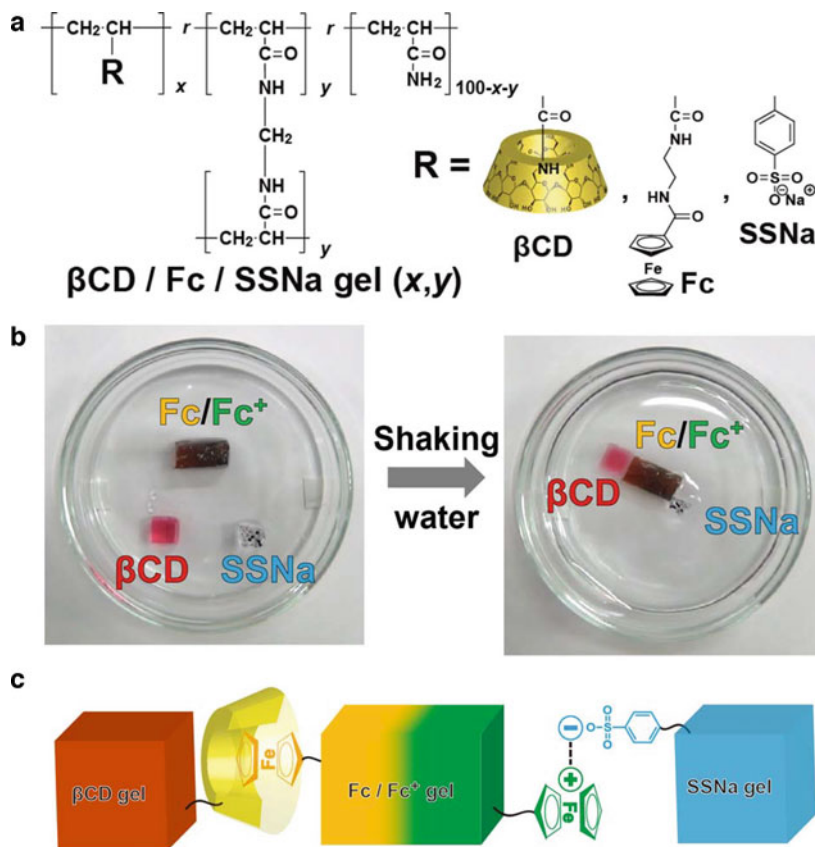 a
CH₂ CH r CH₂ CH r CH₂ CH
R x C=O y C=O 100-x-y
NH NH₂
CH₂
NH
C=O
CH₂ CH y
βCD / Fc / SSNa gel (x,y)
R = , ,
C=O
NH
βCD
C=O
NH
HN
O
Fe
Fc
O=S=O
O⊖Na⊕
SSNa
b
Fc/Fc⁺
βCD
SSNa
Shaking
water
Fc/Fc⁺
βCD
SSNa
c
βCD gel
Fe
Fc / Fc⁺ gel
+
Fe
−
O
S
O
O
SSNa gel